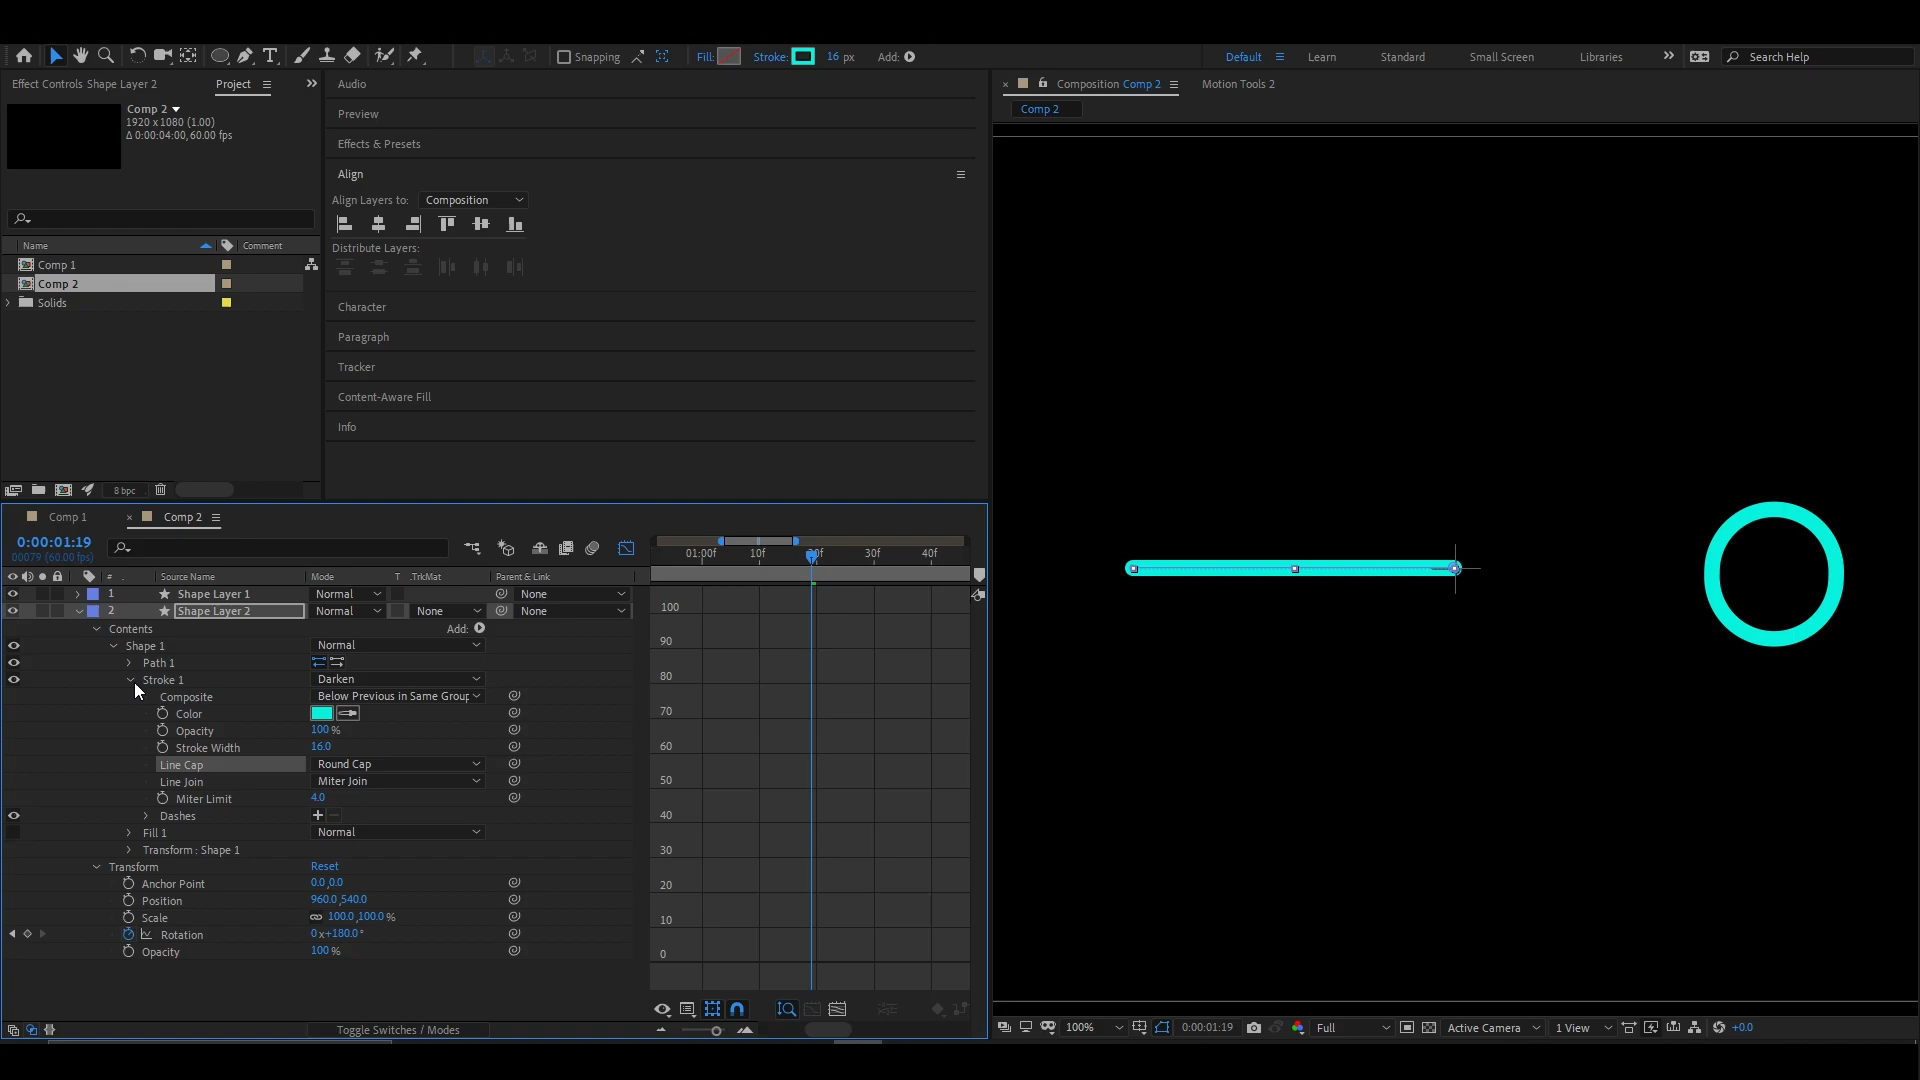 Snapping
Fill:
Stroke:
16 px
Add:
Default
Learn
Standard
Small Screen
Libraries
Search Help
Effect Controls Shape Layer 2
Project
Comp 2
1920 x 1080 (1.00)
Δ 0:00:04:00, 60.00 fps
Name
Comment
Comp 1
Comp 2
Solids
8 bpc
Audio
Preview
Effects & Presets
Align
Align Layers to: Composition
Distribute Layers:
Character
Paragraph
Tracker
Content-Aware Fill
Info
Composition Comp 2
Motion Tools 2
Comp 2
Comp 1
Comp 2
0:00:01:19
00079 (60.00 fps)
01:00f 10f 20f 30f 40f
# . Source Name Mode T .TrkMat Parent & Link
1 Shape Layer 1 Normal None
2 Shape Layer 2 Normal None None
Contents Add:
Shape 1 Normal
Path 1
Stroke 1 Darken
Composite Below Previous in Same Group
Color
Opacity 100 %
Stroke Width 16.0
Line Cap Round Cap
Line Join Miter Join
Miter Limit 4.0
Dashes
Fill 1 Normal
Transform : Shape 1
Transform Reset
Anchor Point 0.0,0.0
Position 960.0,540.0
Scale 100.0,100.0 %
Rotation 0x+180.0°
Opacity 100 %
100
90
80
70
60
50
40
30
20
10
0
Toggle Switches / Modes
100%
0:00:01:19
Full
Active Camera
1 View
+0.0